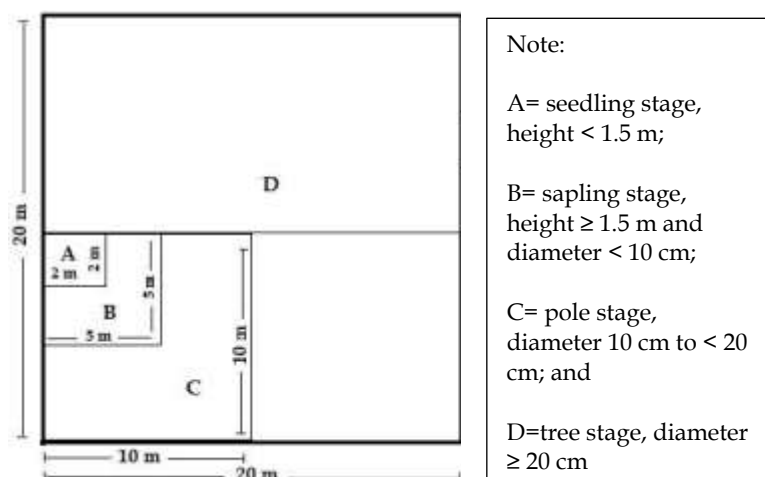 D
20 m
A
2 m
2 m
B
5 m
5 m
C
10 m
10 m
20 m
Note:
A= seedling stage,
height < 1.5 m;
B= sapling stage,
height ≥ 1.5 m and
diameter < 10 cm;
C= pole stage,
diameter 10 cm to < 20
cm; and
D=tree stage, diameter
≥ 20 cm